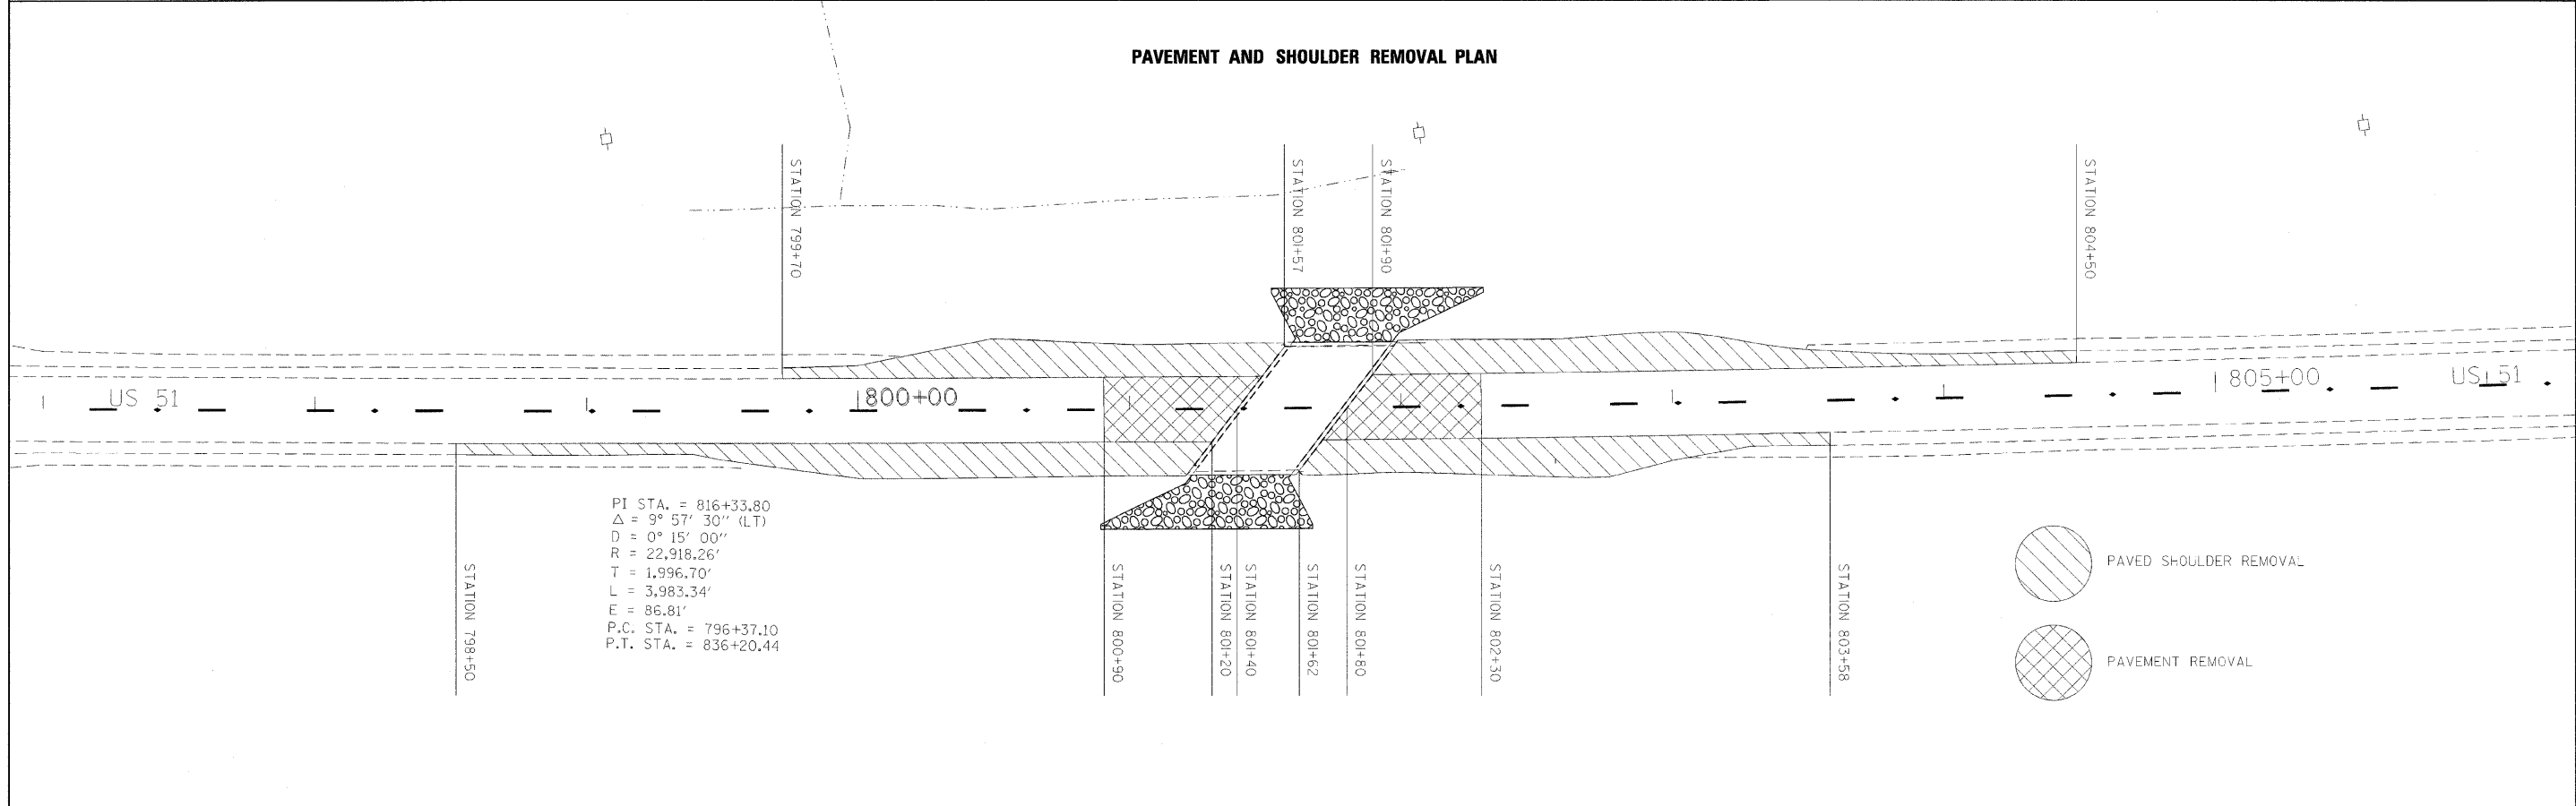 PAVEMENT AND SHOULDER REMOVAL PLAN
STATION 799+70
STATION 801+57
STATION 801+90
STATION 804+50
US 51
800+00
805+00
US 51
PI STA. = 816+33.80
Δ = 9° 57' 30" (LT)
D = 0° 15' 00"
R = 22,918.26'
T = 1,996.70'
L = 3,983.34'
E = 86.81'
P.C. STA. = 796+37.10
P.T. STA. = 836+20.44
STATION 798+50
STATION 800+90
STATION 801+20
STATION 801+40
STATION 801+62
STATION 801+80
STATION 802+30
STATION 803+58
PAVED SHOULDER REMOVAL
PAVEMENT REMOVAL